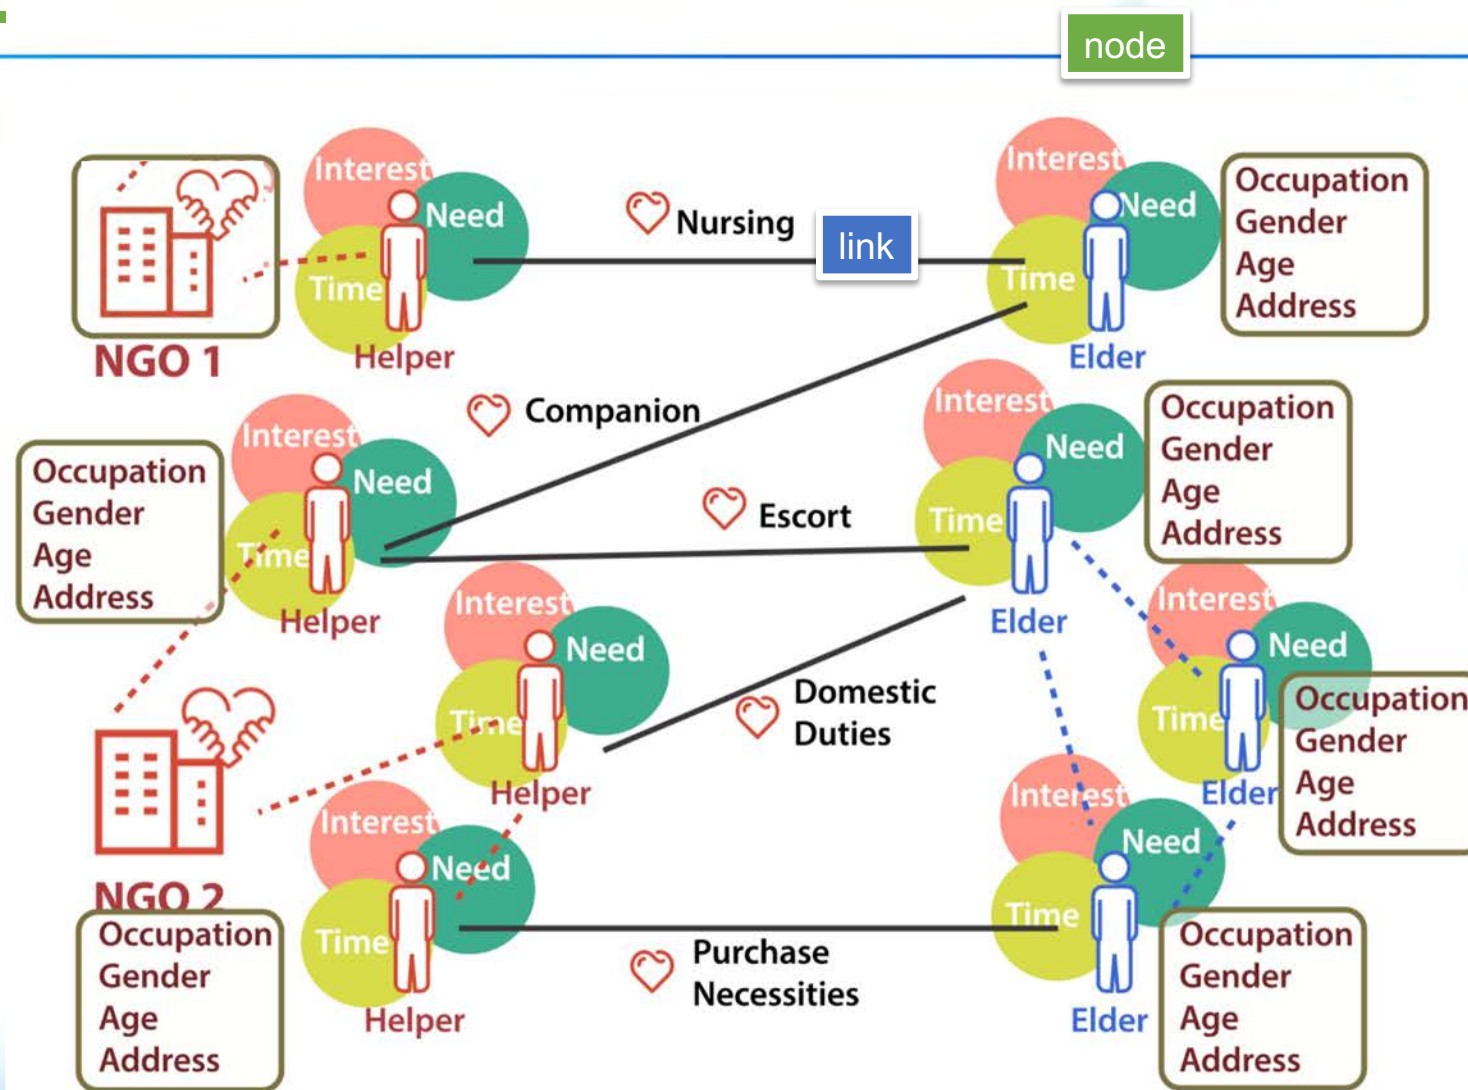 node
Interest
Need
Time
Helper
NGO 1
Nursing
link
Interest
Need
Time
Elder
Occupation
Gender
Age
Address
Companion
Occupation
Gender
Age
Address
Interest
Need
Time
Helper
Escort
Interest
Need
Time
Elder
Occupation
Gender
Age
Address
Interest
Need
Time
Helper
Domestic
Duties
Interest
Need
Time
Elder
Occupation
Gender
Age
Address
NGO 2
Occupation
Gender
Age
Address
Interest
Need
Time
Helper
Purchase
Necessities
Interest
Need
Time
Elder
Occupation
Gender
Age
Address